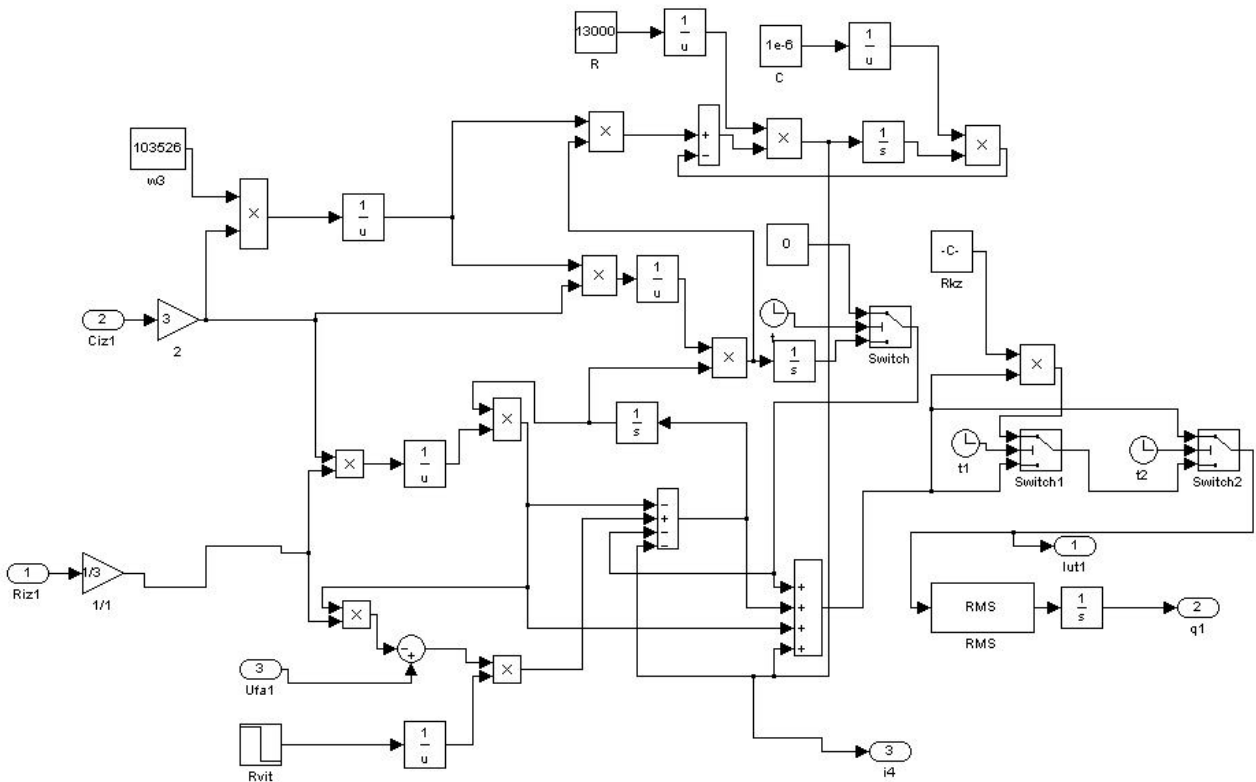 13000
1
u
R
1e-6
1
u
C
103526
w3
×
1
u
×
+
−
×
1
s
×
0
-C-
Rkz
×
1
u
2
Ciz1
3
2
t
Switch
×
1
s
×
×
1
s
×
1
u
t1
Switch1
t2
Switch2
−
+
−
−
1
Riz1
1/3
1/1
1
Iut1
×
+
+
+
+
RMS
RMS
1
s
2
q1
−
+
×
3
Ufa1
Rvit
1
u
3
i4